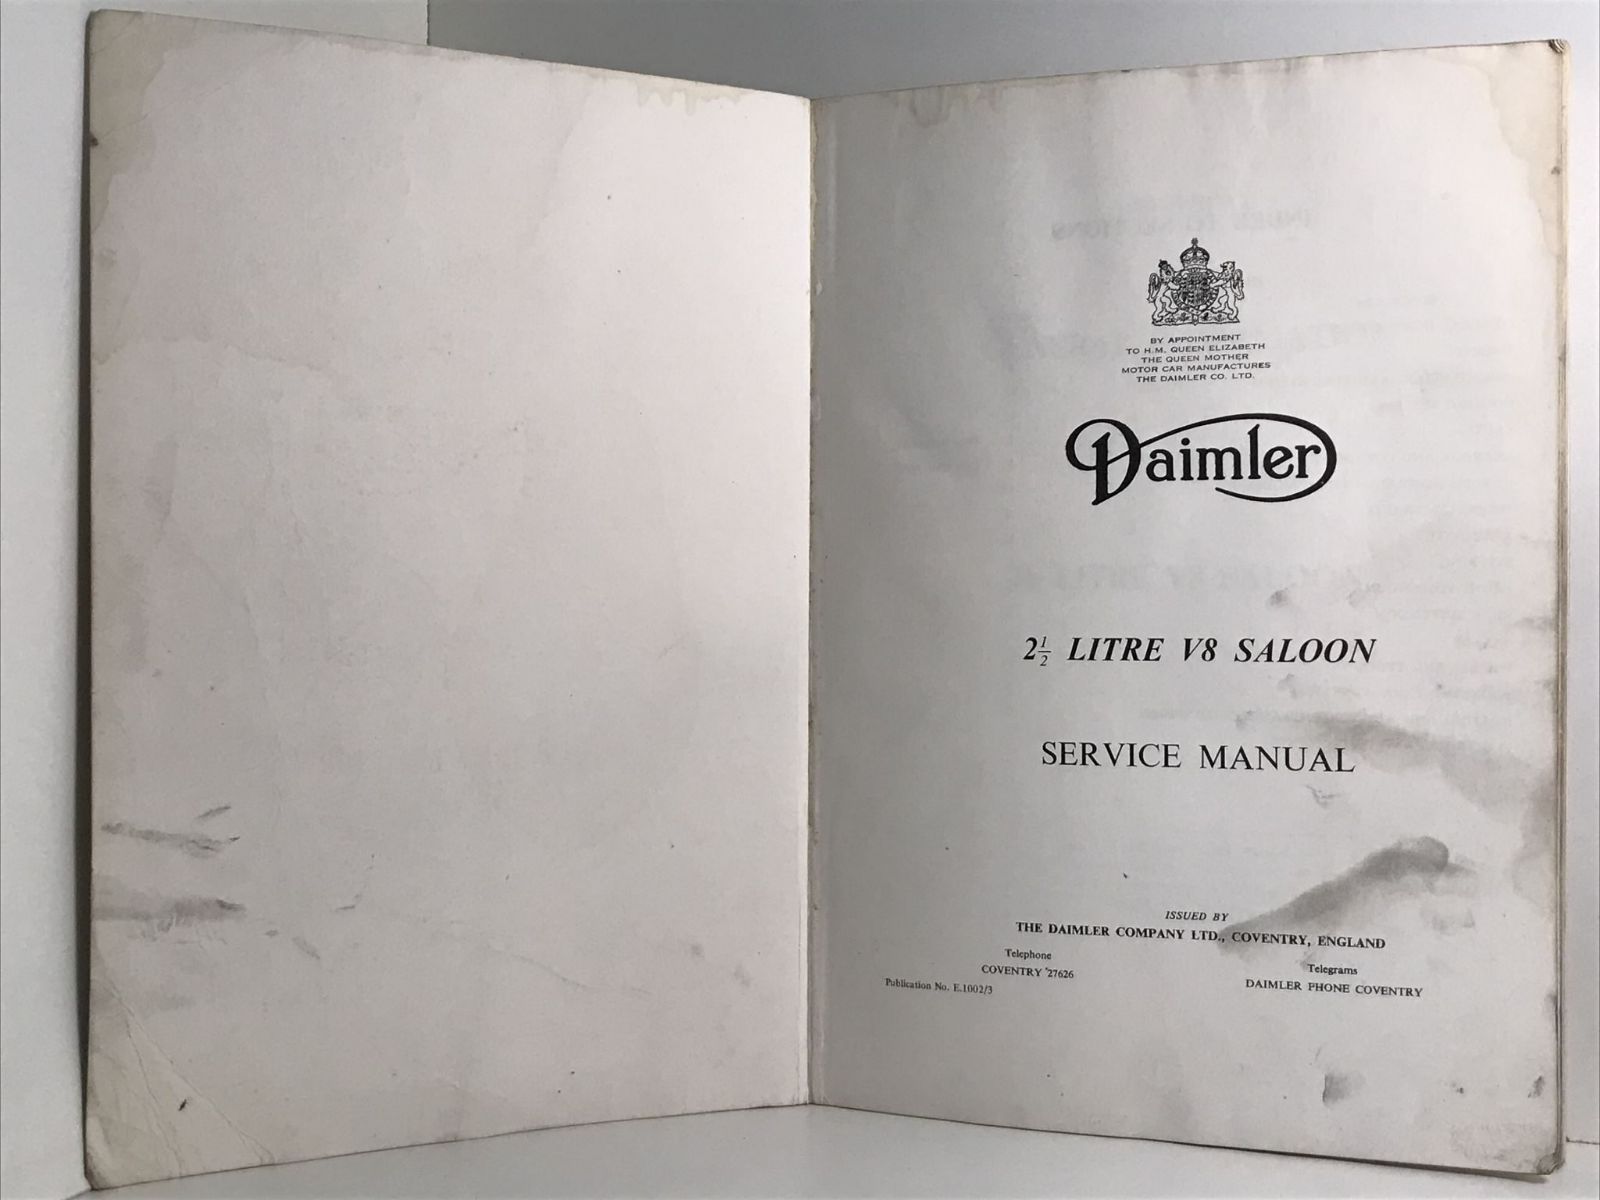 BY APPOINTMENT
TO H.M. QUEEN ELIZABETH
THE QUEEN MOTHER
MOTOR CAR MANUFACTURES
THE DAIMLER CO. LTD.
Daimler
2½ LITRE V8 SALOON
SERVICE MANUAL
ISSUED BY
THE DAIMLER COMPANY LTD., COVENTRY, ENGLAND
Telephone
COVENTRY 27626
Telegrams
DAIMLER PHONE COVENTRY
Publication No. E.1002/3